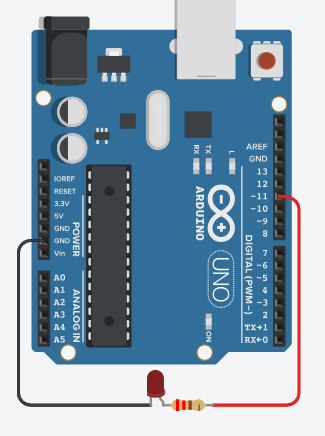 AREF
GND
13
12
~11
~10
~9
8
7
~6
~5
4
~3
2
TX→1
RX←0
DIGITAL (PWM~)
IOREF
RESET
3.3V
5V
GND
GND
Vin
POWER
A0
A1
A2
A3
A4
A5
ANALOG IN
RX
TX
L
ARDUINO
UNO
ON